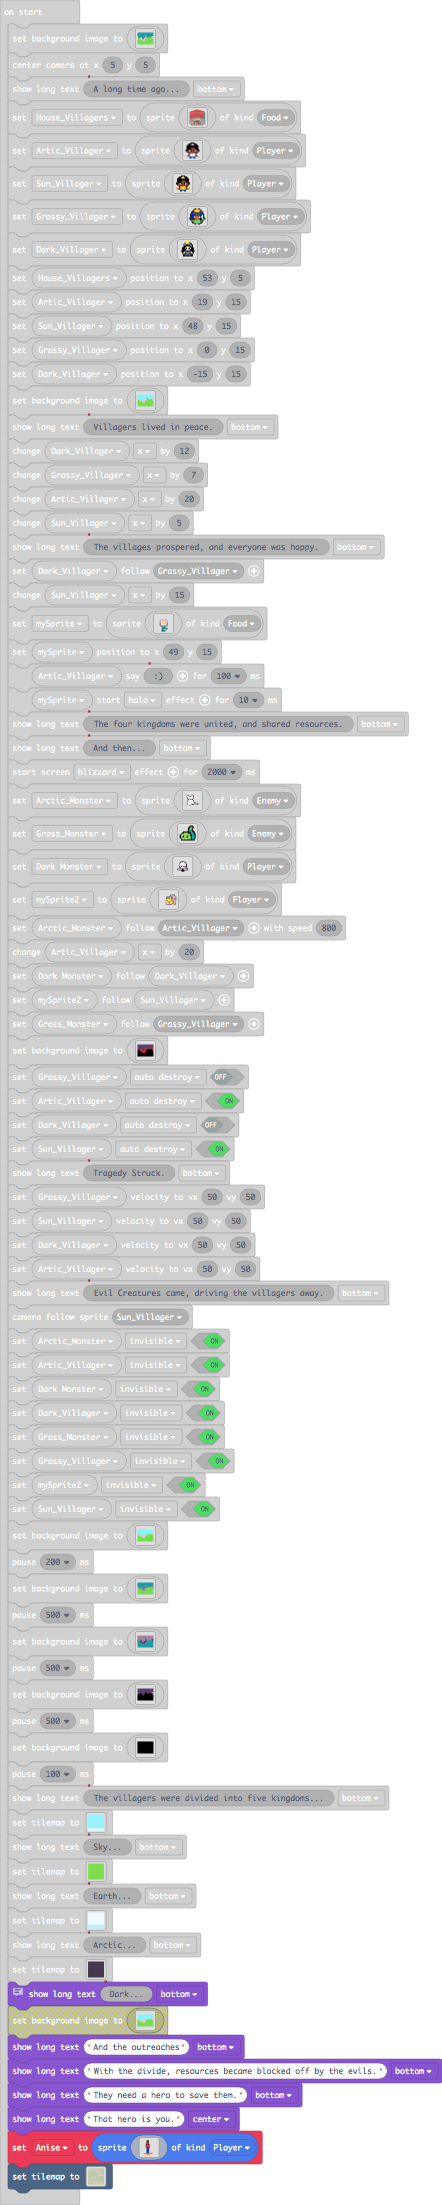 on start
set background image to
center camera at x 5 y 5
show long text A long time ago... bottom
set House_Villagers to sprite of kind Food
set Artic_Villager to sprite of kind Player
set Sun_Villager to sprite of kind Player
set Grassy_Villager to sprite of kind Player
set Dark_Villager to sprite of kind Player
set House_Villagers position to x 53 y 5
set Artic_Villager position to x 19 y 15
set Sun_Villager position to x 48 y 15
set Grassy_Villager position to x 0 y 15
set Dark_Villager position to x -15 y 15
set background image to
show long text Villagers lived in peace. bottom
change Dark_Villager x by 12
change Grassy_Villager x by 7
change Artic_Villager x by 20
change Sun_Villager x by 5
show long text The villages prospered, and everyone was happy. bottom
set Dark_Villager follow Grassy_Villager
change Sun_Villager x by 15
set mySprite to sprite of kind Food
set mySprite position to x 49 y 15
Artic_Villager say :) for 100 ms
mySprite start halo effect for 10 ms
show long text The four kingdoms were united, and shared resources. bottom
show long text And then... bottom
start screen blizzard effect for 2000 ms
set Arctic_Monster to sprite of kind Enemy
set Grass_Monster to sprite of kind Enemy
set Dark Monster to sprite of kind Player
set mySprite2 to sprite of kind Player
set Arctic_Monster follow Artic_Villager with speed 800
change Artic_Villager x by 20
set Dark Monster follow Dark_Villager
set mySprite2 follow Sun_Villager
set Grass_Monster follow Grassy_Villager
set background image to
set Grassy_Villager auto destroy OFF
set Artic_Villager auto destroy ON
set Dark_Villager auto destroy OFF
set Sun_Villager auto destroy ON
show long text Tragedy Struck. bottom
set Grassy_Villager velocity to vx 50 vy 50
set Sun_Villager velocity to vx 50 vy 50
set Dark_Villager velocity to vx 50 vy 50
set Artic_Villager velocity to vx 50 vy 50
show long text Evil Creatures came, driving the villagers away. bottom
camera follow sprite Sun_Villager
set Arctic_Monster invisible ON
set Artic_Villager invisible ON
set Dark Monster invisible ON
set Dark_Villager invisible ON
set Grass_Monster invisible ON
set Grassy_Villager invisible ON
set mySprite2 invisible ON
set Sun_Villager invisible ON
set background image to
pause 200 ms
set background image to
pause 500 ms
set background image to
pause 500 ms
set background image to
pause 500 ms
set background image to
pause 100 ms
show long text The villagers were divided into five kingdoms... bottom
set tilemap to
show long text Sky... bottom
set tilemap to
show long text Earth... bottom
set tilemap to
show long text Arctic... bottom
set tilemap to
show long text Dark... bottom
set background image to
show long text "And the outreaches" bottom
show long text "With the divide, resources became blocked off by the evils." bottom
show long text "They need a hero to save them." bottom
show long text "That hero is you." center
set Anise to sprite of kind Player
set tilemap to